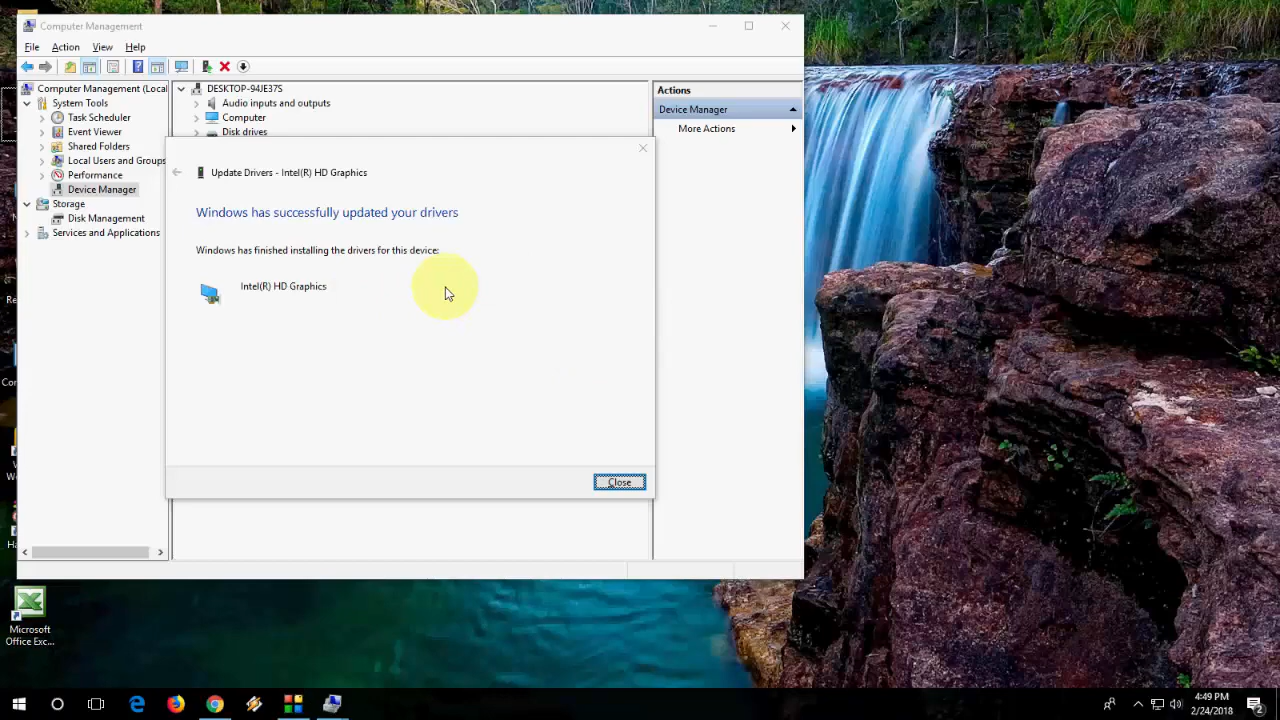 Computer Management
File Action View Help
Computer Management (Local
System Tools
Task Scheduler
Event Viewer
Shared Folders
Local Users and Groups
Performance
Device Manager
Storage
Disk Management
Services and Applications
DESKTOP-94JE37S
Audio inputs and outputs
Computer
Disk drives
Actions
Device Manager
More Actions
Update Drivers - Intel(R) HD Graphics
Windows has successfully updated your drivers
Windows has finished installing the drivers for this device:
Intel(R) HD Graphics
Close
Re
Co
W
Ha
Microsoft
Office Exc...
4:49 PM
2/24/2018
2